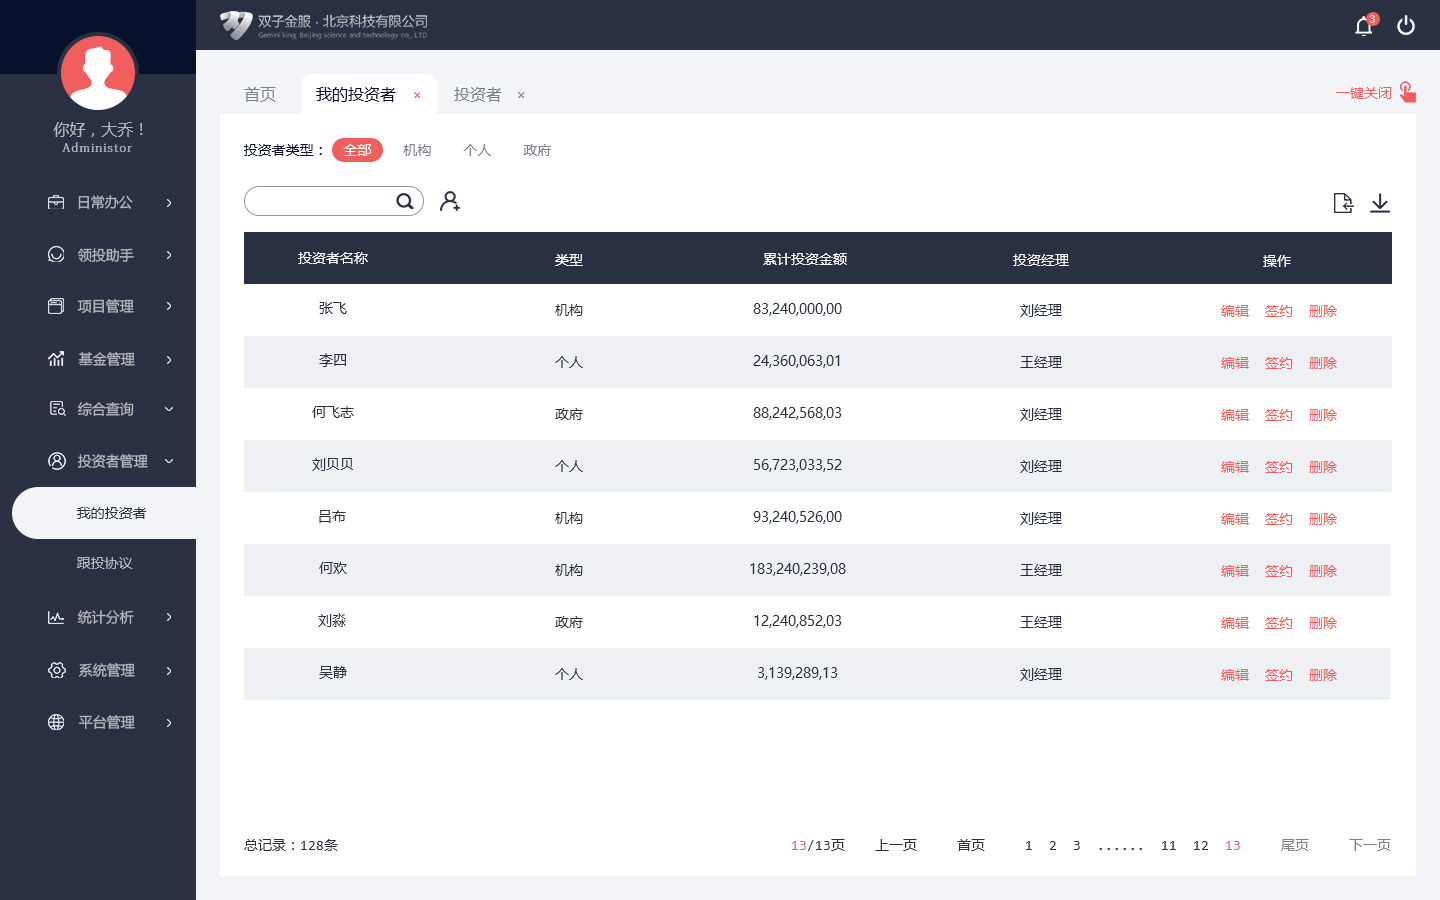 双子金服 · 北京科技有限公司
Gemini king, Beijing science and technology co., LTD
3
你好，大乔！
Administor
日常办公
领投助手
项目管理
基金管理
综合查询
投资者管理
我的投资者
跟投协议
统计分析
系统管理
平台管理
首页 我的投资者 × 投资者 ×
一键关闭
投资者类型： 全部 机构 个人 政府
投资者名称 类型 累计投资金额 投资经理 操作
张飞 机构 83,240,000,00 刘经理 编辑 签约 删除
李四 个人 24,360,063,01 王经理 编辑 签约 删除
何飞志 政府 88,242,568,03 刘经理 编辑 签约 删除
刘贝贝 个人 56,723,033,52 刘经理 编辑 签约 删除
吕布 机构 93,240,526,00 刘经理 编辑 签约 删除
何欢 机构 183,240,239,08 王经理 编辑 签约 删除
刘淼 政府 12,240,852,03 王经理 编辑 签约 删除
吴静 个人 3,139,289,13 刘经理 编辑 签约 删除
总记录：128条 13/13页 上一页 首页 1 2 3 ...... 11 12 13 尾页 下一页